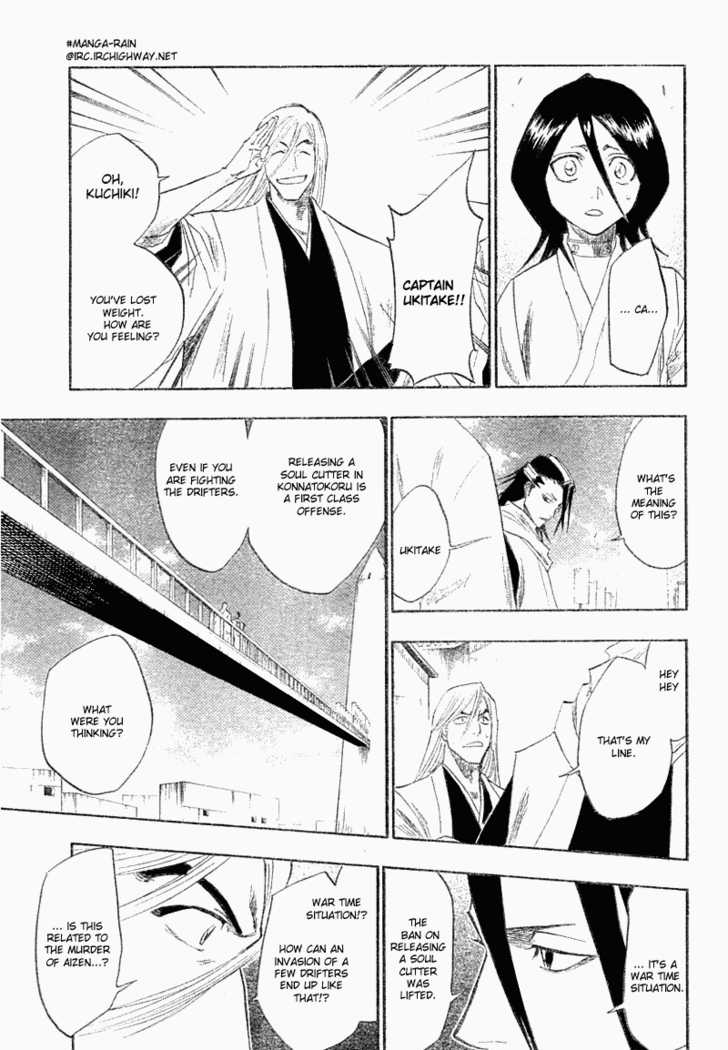 #MANGA-RAIN
@IRC.IRCHIGHWAY.NET
... CA...
CAPTAIN
UKITAKE!!
OH,
KUCHIKI!
YOU'VE LOST
WEIGHT.
HOW ARE
YOU FEELING?
WHAT'S
THE
MEANING
OF THIS?
UKITAKE
RELEASING A
SOUL CUTTER IN
KONNATOKORU IS
A FIRST CLASS
OFFENSE.
EVEN IF YOU
ARE FIGHTING
THE DRIFTERS.
WHAT
WERE YOU
THINKING?
HEY
HEY
THAT'S MY
LINE.
... IT'S A
WAR TIME
SITUATION.
THE
BAN ON
RELEASING
A SOUL
CUTTER
WAS
LIFTED.
WAR TIME
SITUATION!?
HOW CAN AN
INVASION OF
A FEW DRIFTERS
END UP LIKE
THAT!?
... IS THIS
RELATED TO
THE MURDER
OF AIZEN...?